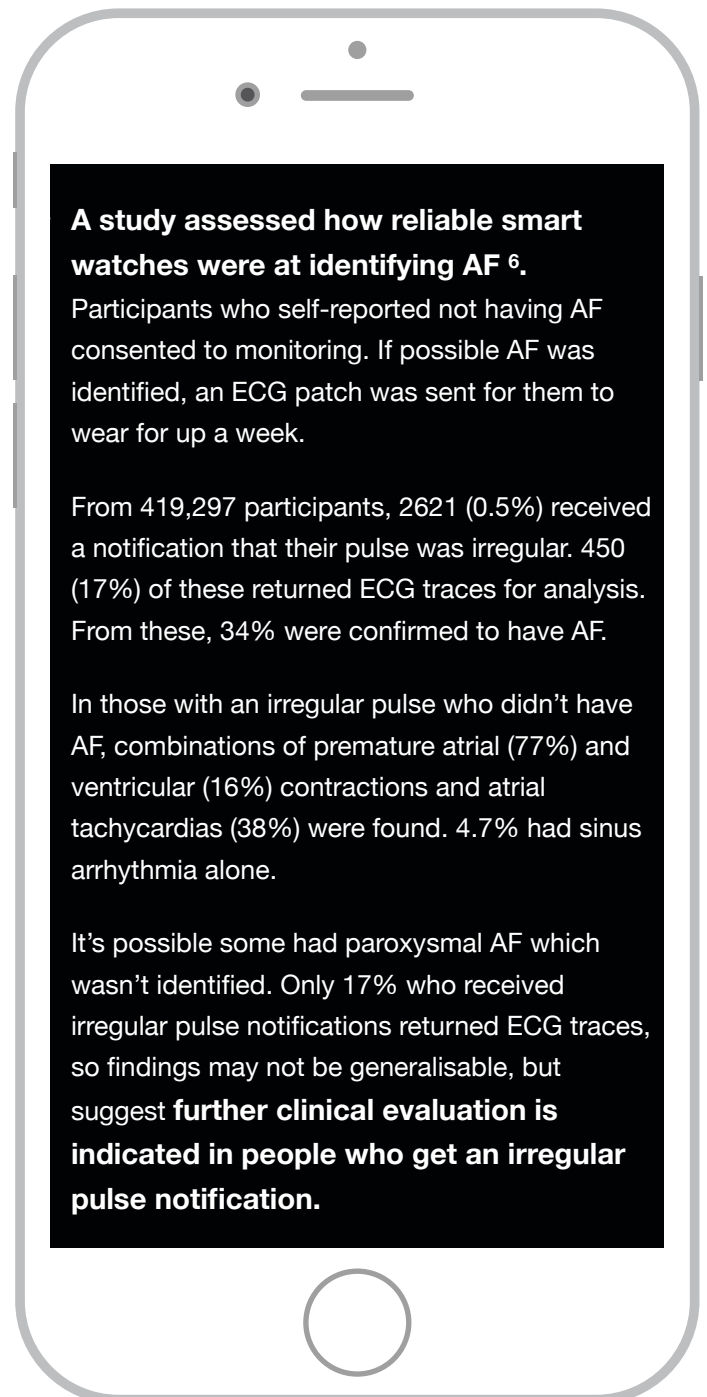 A study assessed how reliable smart
watches were at identifying AF ⁶.
Participants who self-reported not having AF
consented to monitoring. If possible AF was
identified, an ECG patch was sent for them to
wear for up a week.
From 419,297 participants, 2621 (0.5%) received
a notification that their pulse was irregular. 450
(17%) of these returned ECG traces for analysis.
From these, 34% were confirmed to have AF.
In those with an irregular pulse who didn’t have
AF, combinations of premature atrial (77%) and
ventricular (16%) contractions and atrial
tachycardias (38%) were found. 4.7% had sinus
arrhythmia alone.
It’s possible some had paroxysmal AF which
wasn’t identified. Only 17% who received
irregular pulse notifications returned ECG traces,
so findings may not be generalisable, but
suggest further clinical evaluation is
indicated in people who get an irregular
pulse notification.